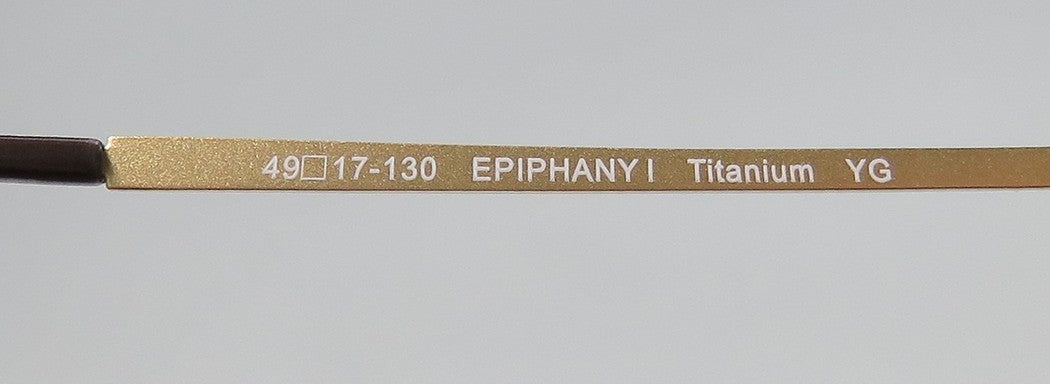 49□17-130 EPIPHANY I Titanium YG